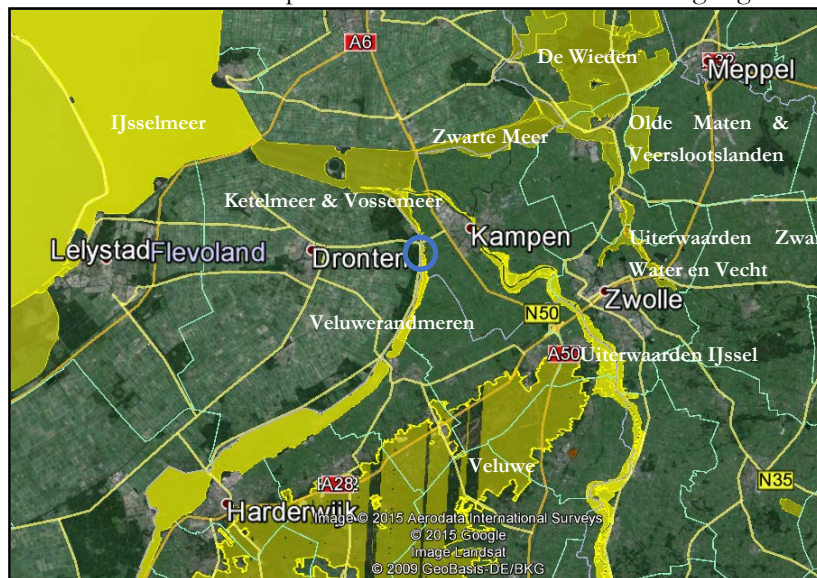 A6
De Wieden
Meppel
IJsselmeer
Zwarte Meer
Olde Maten &
Veerslootslanden
Ketelmeer & Vossemeer
Kampen
Uiterwaarden Zwar
Water en Vecht
Lelystad
Flevoland
Dronten
Zwolle
Veluwerandmeren
N50
A50
Uiterwaarden IJssel
Veluwe
A28
N35
Harderwijk
Image © 2015 Aerodata International Surveys
© 2015 Google
Image Landsat
© 2009 GeoBasis-DE/BKG